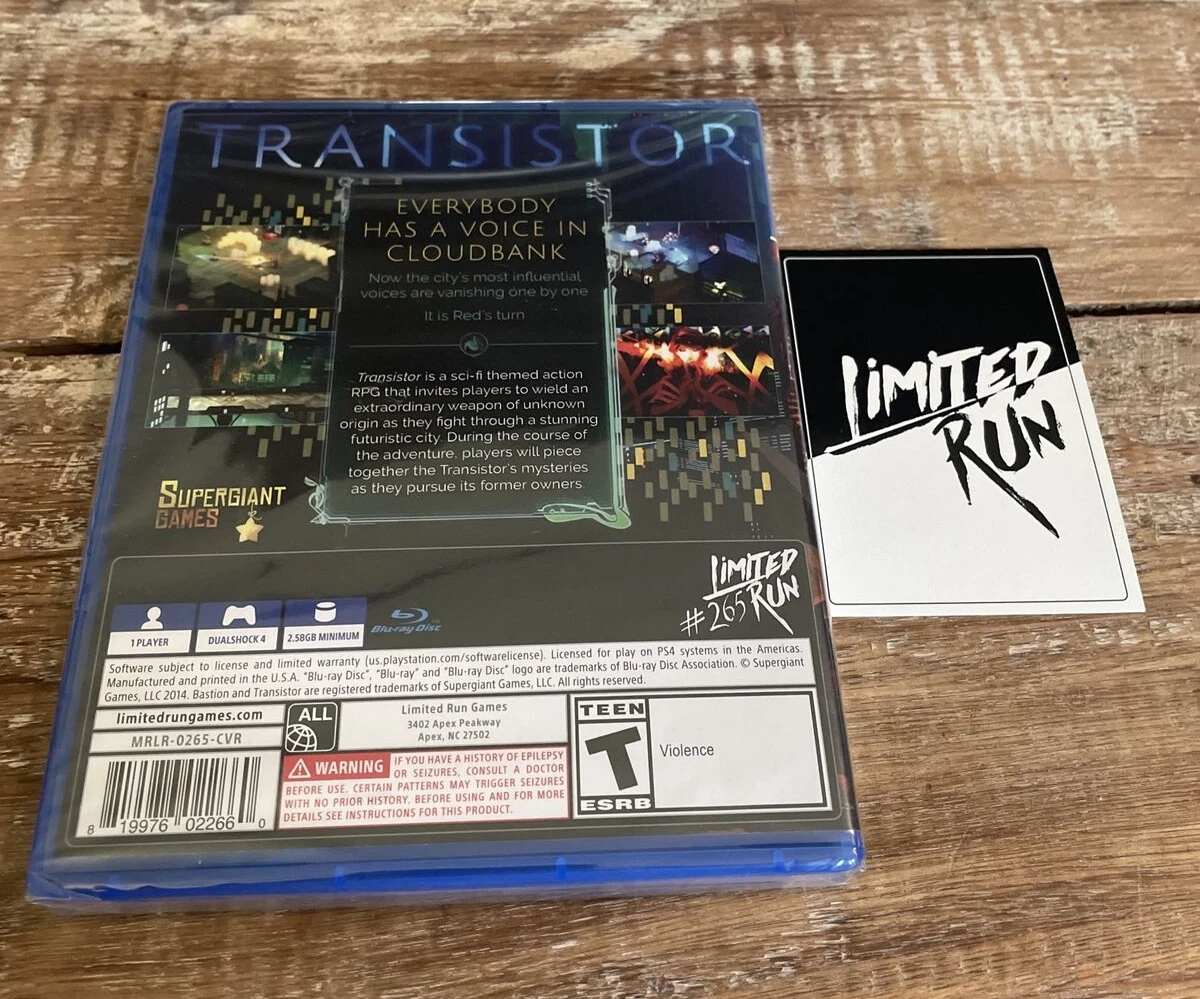 TRANSISTOR
EVERYBODY
HAS A VOICE IN
CLOUDBANK
Now the city's most influential
voices are vanishing one by one
It is Red's turn
Transistor is a sci-fi themed action
RPG that invites players to wield an
extraordinary weapon of unknown
origin as they fight through a stunning
futuristic city. During the course of
the adventure, players will piece
together the Transistor's mysteries
as they pursue its former owners.
SUPERGIANT
GAMES
LIMITED
RUN
#265
1 PLAYER
DUALSHOCK 4
2.58GB MINIMUM
Blu-ray Disc™
Software subject to license and limited warranty (us.playstation.com/softwarelicense). Licensed for play on PS4 systems in the Americas.
Manufactured and printed in the U.S.A. "Blu-ray Disc", "Blu-ray" and "Blu-ray Disc" logo are trademarks of Blu-ray Disc Association. © Supergiant
Games, LLC 2014. Bastion and Transistor are registered trademarks of Supergiant Games, LLC. All rights reserved.
limitedrungames.com
MRLR-0265-CVR
ALL
Limited Run Games
3402 Apex Peakway
Apex, NC 27502
WARNING IF YOU HAVE A HISTORY OF EPILEPSY
OR SEIZURES, CONSULT A DOCTOR
BEFORE USE. CERTAIN PATTERNS MAY TRIGGER SEIZURES
WITH NO PRIOR HISTORY. BEFORE USING AND FOR MORE
DETAILS SEE INSTRUCTIONS FOR THIS PRODUCT.
8 19976 02266 0
TEEN
T
ESRB
Violence
LIMITED
RUN